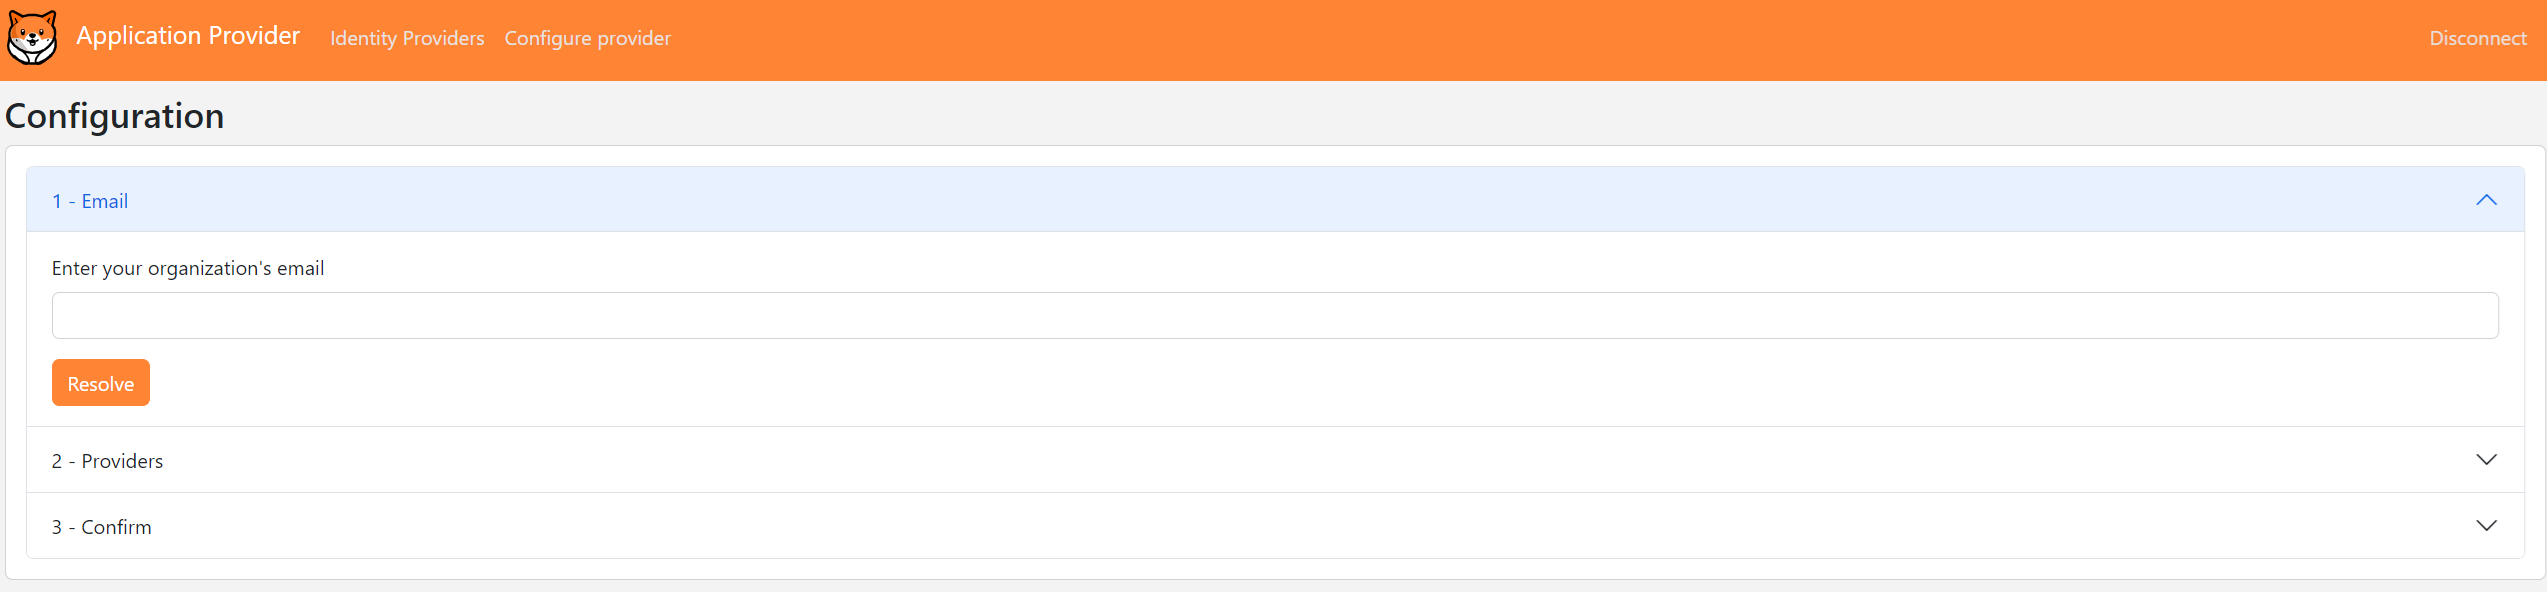 Application Provider Identity Providers Configure provider Disconnect
Configuration
1 - Email
Enter your organization's email
Resolve
2 - Providers
3 - Confirm